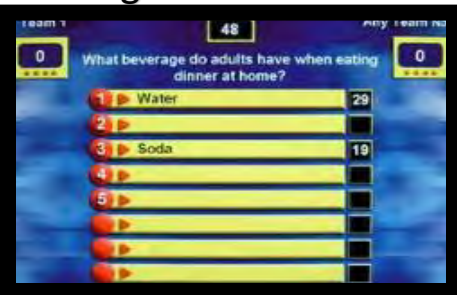 Team 1
48
Any Team N
0
0
What beverage do adults have when eating
dinner at home?
1 Water 29
2
3 Soda 19
4
5